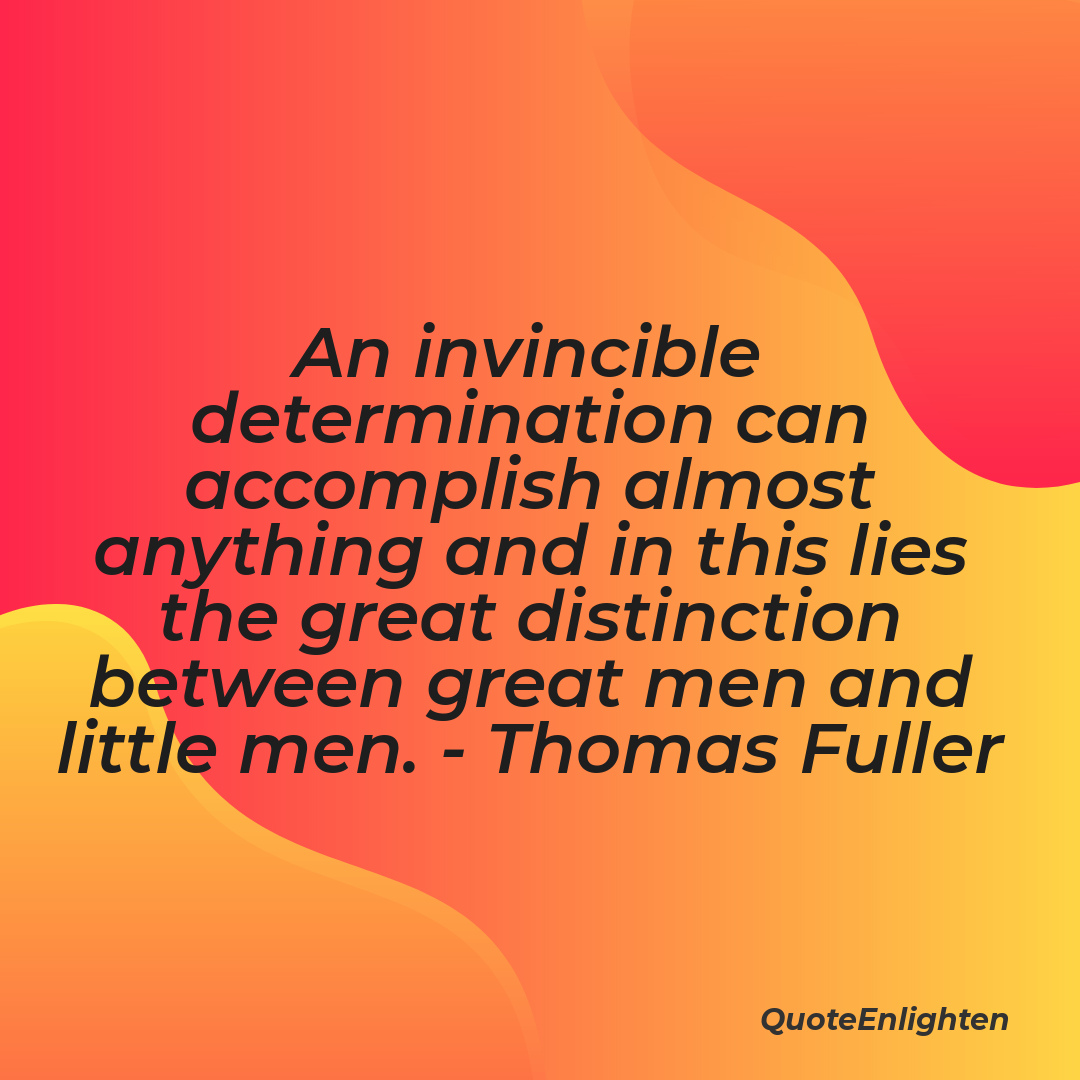 An invincible
determination can
accomplish almost
anything and in this lies
the great distinction
between great men and
little men. - Thomas Fuller
QuoteEnlighten